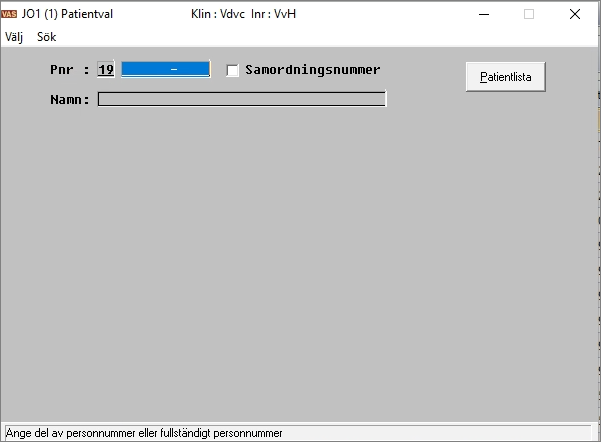 VAS JO1 (1) Patientval Klin : Vdvc Inr : VvH
Välj Sök
Pnr : 19 – Samordningsnummer Patientlista
Namn:
Ange del av personnummer eller fullständigt personnummer